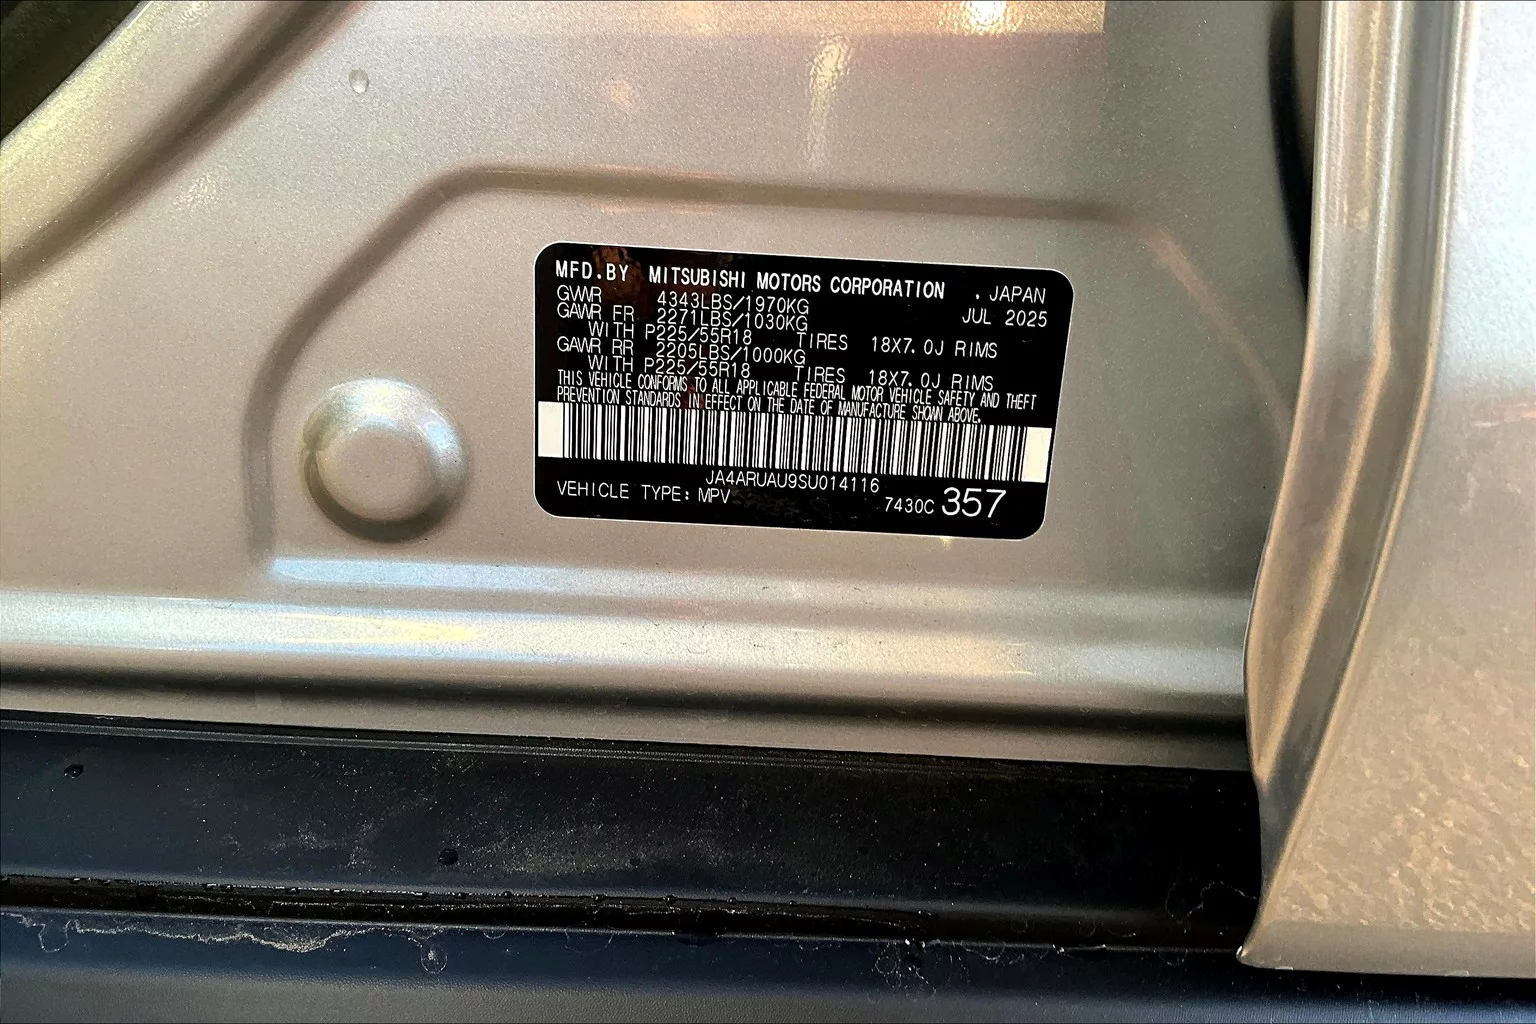 MFD.BY MITSUBISHI MOTORS CORPORATION . JAPAN
GVWR 4343LBS/1970KG JUL 2025
GAWR FR 2271LBS/1030KG
WITH P225/55R18 TIRES 18X7.0J RIMS
GAWR RR 2205LBS/1000KG
WITH P225/55R18 TIRES 18X7.0J RIMS
THIS VEHICLE CONFORMS TO ALL APPLICABLE FEDERAL MOTOR VEHICLE SAFETY AND THEFT
PREVENTION STANDARDS IN EFFECT ON THE DATE OF MANUFACTURE SHOWN ABOVE.
JA4ARUAU9SU014116
VEHICLE TYPE: MPV 7430C 357